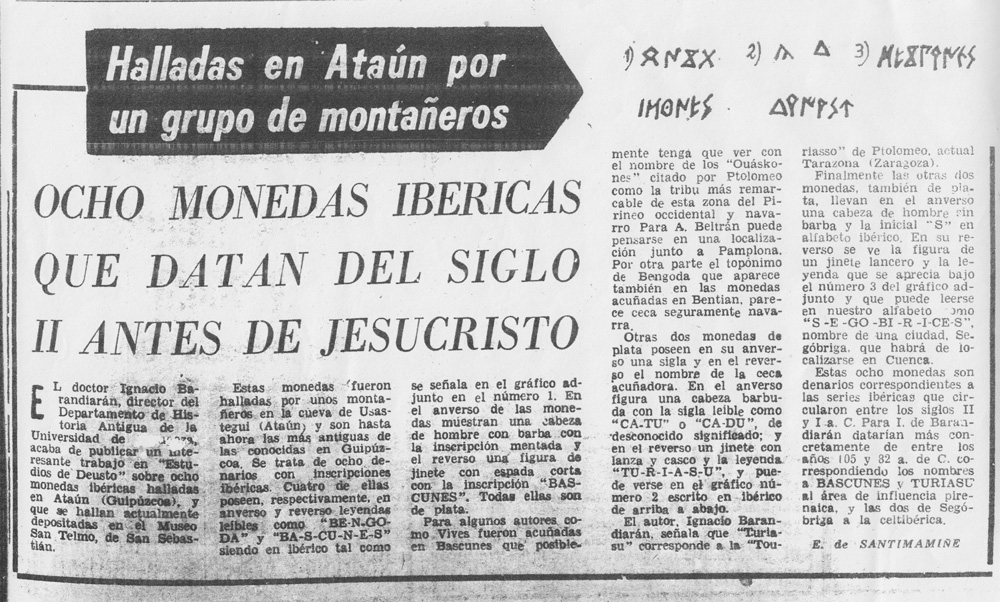 Halladas en Ataún por
un grupo de montañeros
OCHO MONEDAS IBERICAS
QUE DATAN DEL SIGLO
II ANTES DE JESUCRISTO
1) 2) 3)
EL doctor Ignacio Ba-
randiarán, director del
Departamento de His-
toria Antigua de la
Universidad de
acaba de publicar un inte-
resante trabajo en "Estu-
dios de Deusto" sobre ocho
monedas ibéricas halladas
en Ataún (Guipúzcoa), y
que se hallan actualmente
depositadas en el Museo
San Telmo, de San Sebas-
tián.
Estas monedas fueron
halladas por unos monta-
ñeros en la cueva de Usas-
tegui (Ataún) y son hasta
ahora las más antiguas de
las conocidas en Guipúz-
coa. Se trata de ocho de-
narios con inscripciones
ibéricas. Cuatro de ellas
poseen, respectivamente, en
anverso y reverso leyendas
leíbles como "BE-N-GO-
DA" y "BA-S-CU-N-E-S"
siendo en ibérico tal como
se señala en el gráfico ad-
junto en el número 1. En
el anverso de las mone-
das muestran una cabeza
de hombre con barba con
la inscripción mentada y
el reverso una figura de
jinete con espada corta
con la inscripción "BAS-
CUNES". Todas ellas son
de plata.
Para algunos autores co-
mo Vives fueron acuñadas
en Bascunes que posible-
mente tenga que ver con
el nombre de los "Ouásko-
nes" citado por Ptolomeo
como la tribu más remar-
cable de esta zona del Pi-
rineo occidental y nava-
rro Para A. Beltrán puede
pensarse en una localiza-
ción junto a Pamplona.
Por otra parte el topónimo
de Bengoda que aparece
también en las monedas
acuñadas en Bentian, pare-
ce ceca seguramente nava-
rra.
Otras dos monedas de
plata poseen en su anver-
so una sigla y en el rever-
so el nombre de la ceca
acuñadora. En el anverso
figura una cabeza barbu-
da con la sigla leible como
"CA-TU" o "CA-DU", de
desconocido significado; y
en el reverso un jinete con
lanza y casco y la leyenda,
"TU-R-I-A-S-U", y pue-
de verse en el gráfico nú-
mero 2 escrito en ibérico
de arriba a abajo.
El autor, Ignacio Baran-
diarán, señala que "Turia-
su" corresponde a la "Tou-
riasso" de Ptolomeo, actual
Tarazona (Zaragoza).
Finalmente las otras dos
monedas, también de pla-
ta, llevan en el anverso
una cabeza de hombre sin
barba y la inicial "S" en
alfabeto ibérico. En su re-
verso se ve la figura de
un jinete lancero y la le-
yenda que se aprecia bajo
el número 3 del gráfico ad-
junto y que puede leerse
en nuestro alfabeto como
"S-E-GO-BI-R-I-CE-S",
nombre de una ciudad, Se-
góbriga, que habrá de lo-
calizarse en Cuenca.
Estas ocho monedas son
denarios correspondientes a
las series ibéricas que cir-
cularon entre los siglos II
y I a. C. Para I. de Baran-
diarán datarían más con-
cretamente de entre los
años 105 y 82 a. de C. co-
rrespondiendo los nombres
a BASCUNES y TURIASU
al área de influencia pire-
naica, y las dos de Segó-
briga a la celtibérica.
E. de SANTIMAMIÑE